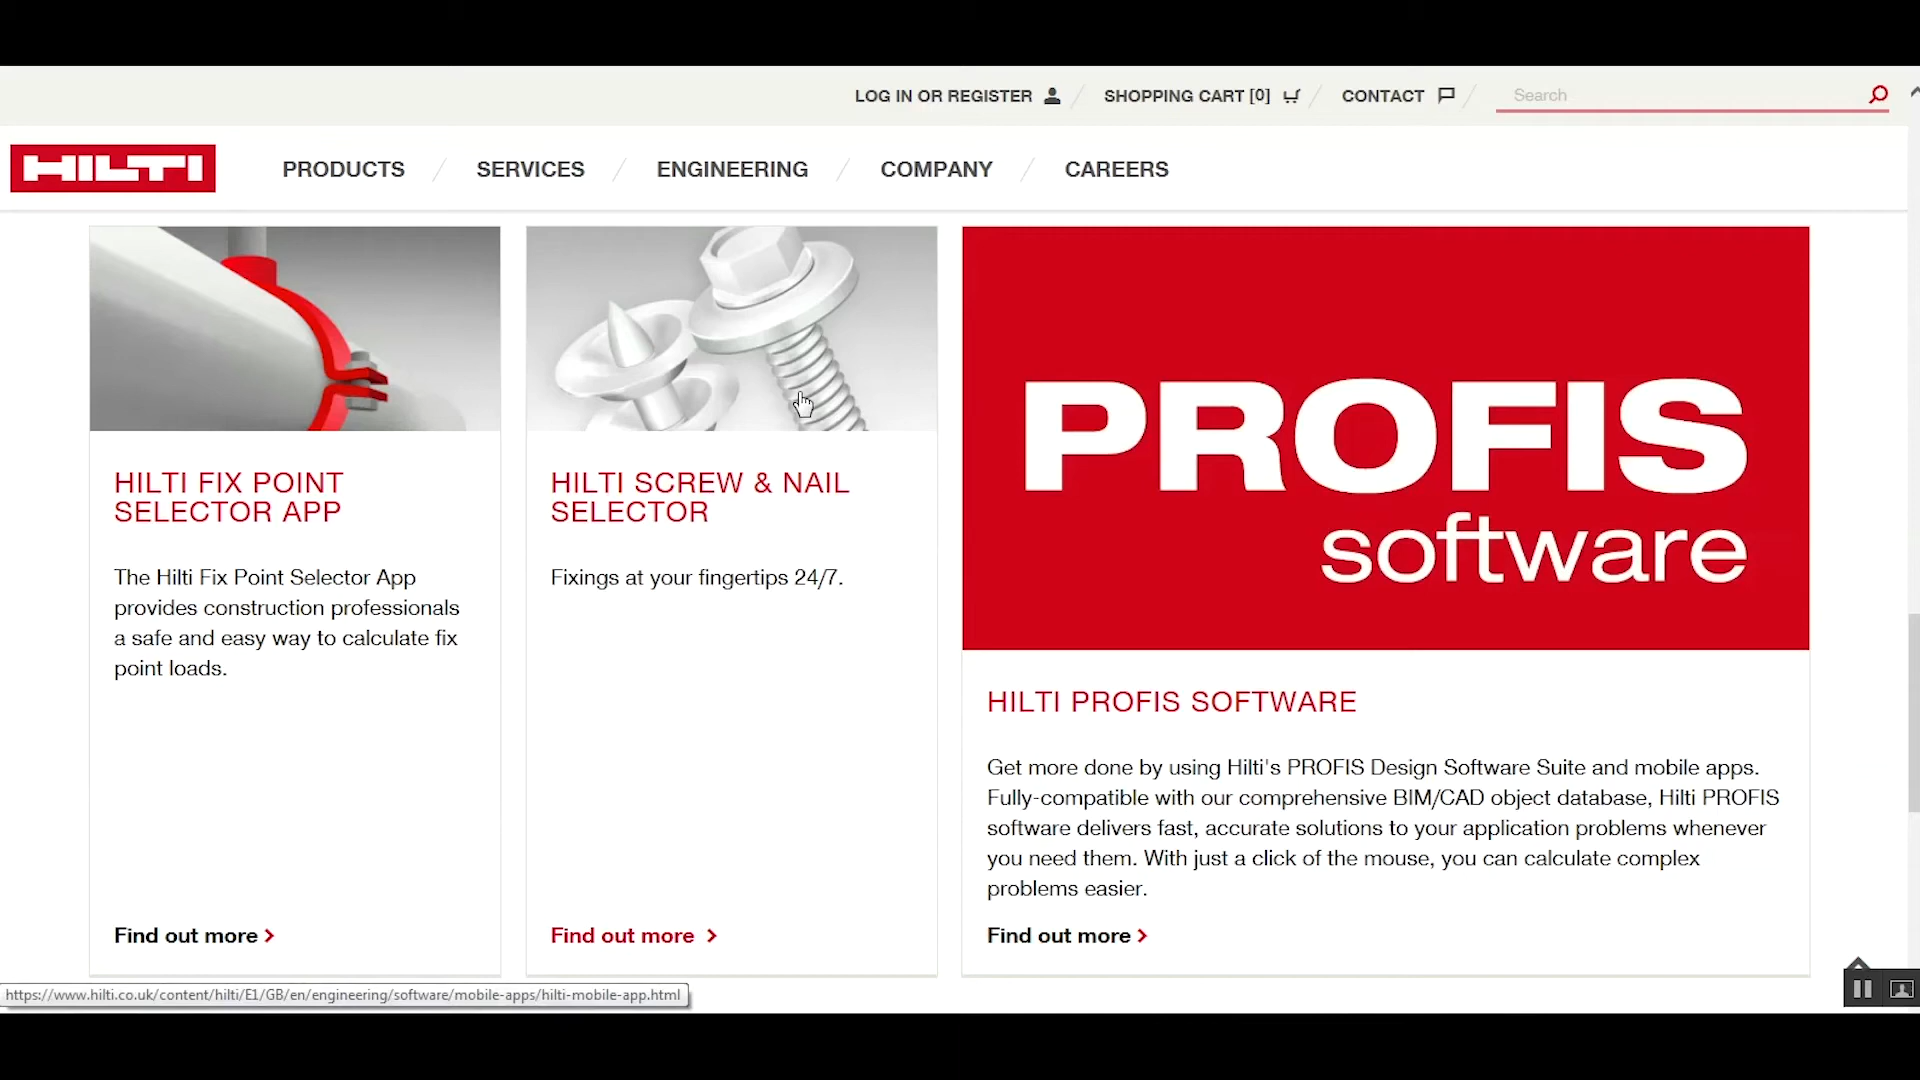 LOG IN OR REGISTER
SHOPPING CART [0]
CONTACT
Search
HILTI
PRODUCTS
SERVICES
ENGINEERING
COMPANY
CAREERS
HILTI FIX POINT
SELECTOR APP
The Hilti Fix Point Selector App
provides construction professionals
a safe and easy way to calculate fix
point loads.
Find out more
HILTI SCREW & NAIL
SELECTOR
Fixings at your fingertips 24/7.
Find out more
PROFIS
software
HILTI PROFIS SOFTWARE
Get more done by using Hilti's PROFIS Design Software Suite and mobile apps.
Fully-compatible with our comprehensive BIM/CAD object database, Hilti PROFIS
software delivers fast, accurate solutions to your application problems whenever
you need them. With just a click of the mouse, you can calculate complex
problems easier.
Find out more
https://www.hilti.co.uk/content/hilti/E1/GB/en/engineering/software/mobile-apps/hilti-mobile-app.html